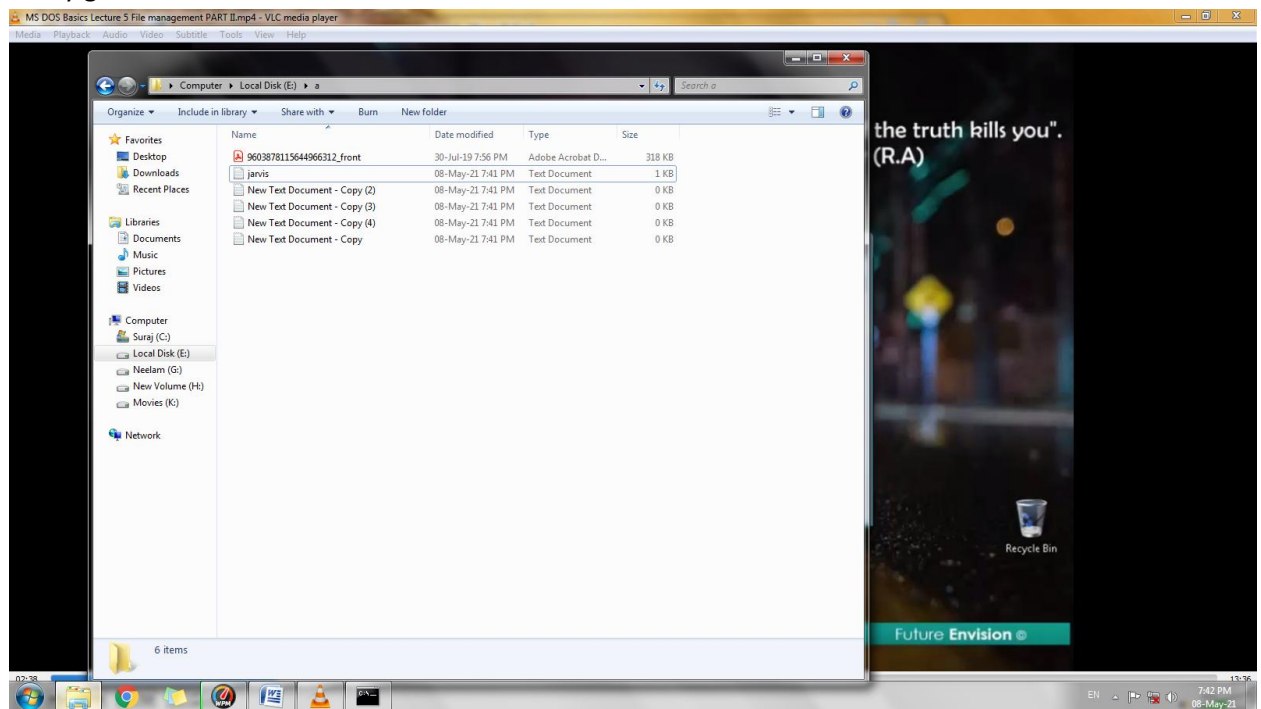 MS DOS Basics Lecture 5 File management PART II.mp4 - VLC media player
Media Playback Audio Video Subtitle Tools View Help
Computer Local Disk (E:) a
Search a
Organize Include in library Share with Burn New folder
Favorites
Desktop
Downloads
Recent Places
Libraries
Documents
Music
Pictures
Videos
Computer
Suraj (C:)
Local Disk (E:)
Neelam (G:)
New Volume (H:)
Movies (K:)
Network
Name Date modified Type Size
9603878115644966312_front 30-Jul-19 7:56 PM Adobe Acrobat D... 318 KB
jarvis 08-May-21 7:41 PM Text Document 1 KB
New Text Document - Copy (2) 08-May-21 7:41 PM Text Document 0 KB
New Text Document - Copy (3) 08-May-21 7:41 PM Text Document 0 KB
New Text Document - Copy (4) 08-May-21 7:41 PM Text Document 0 KB
New Text Document - Copy 08-May-21 7:41 PM Text Document 0 KB
6 items
the truth kills you".
(R.A)
Recycle Bin
Future Envision ©
02:38
13:36
WPM
C:\_
EN
7:42 PM
08-May-21